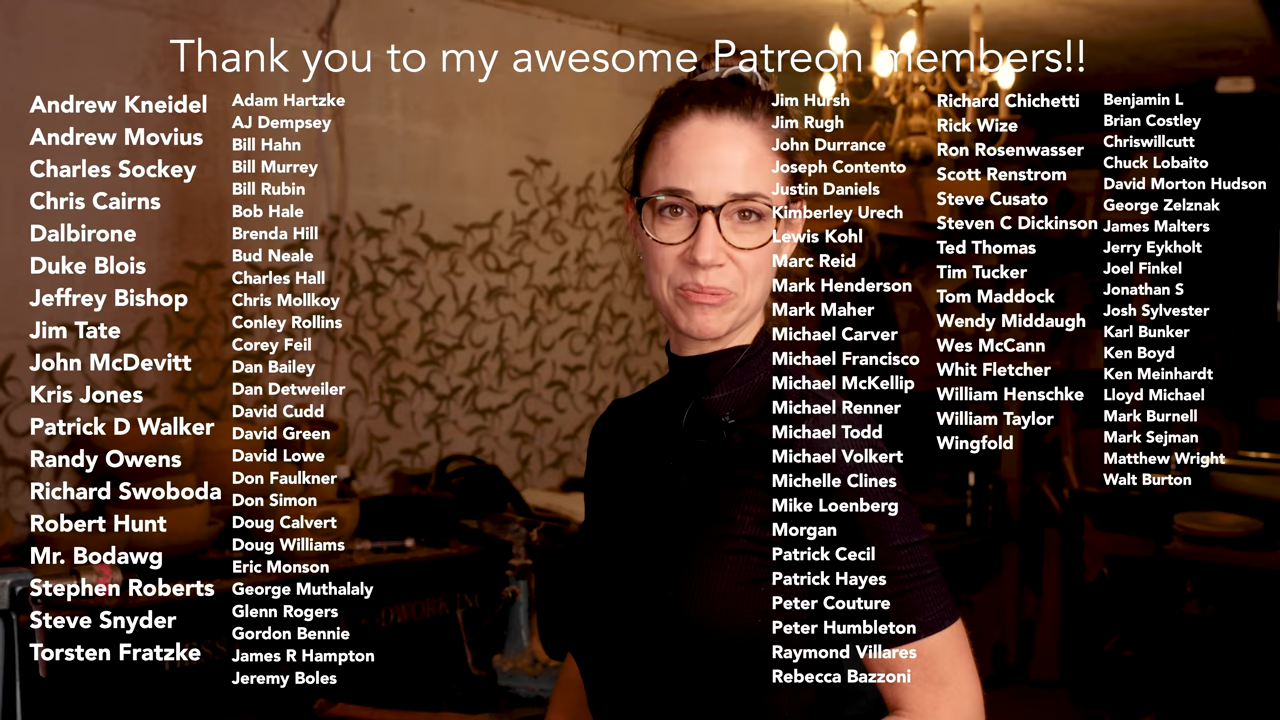 Thank you to my awesome Patreon members!!
Andrew Kneidel
Andrew Movius
Charles Sockey
Chris Cairns
Dalbirone
Duke Blois
Jeffrey Bishop
Jim Tate
John McDevitt
Kris Jones
Patrick D Walker
Randy Owens
Richard Swoboda
Robert Hunt
Mr. Bodawg
Stephen Roberts
Steve Snyder
Torsten Fratzke
Adam Hartzke
AJ Dempsey
Bill Hahn
Bill Murrey
Bill Rubin
Bob Hale
Brenda Hill
Bud Neale
Charles Hall
Chris Mollkoy
Conley Rollins
Corey Feil
Dan Bailey
Dan Detweiler
David Cudd
David Green
David Lowe
Don Faulkner
Don Simon
Doug Calvert
Doug Williams
Eric Monson
George Muthalaly
Glenn Rogers
Gordon Bennie
James R Hampton
Jeremy Boles
Jim Hursh
Jim Rugh
John Durrance
Joseph Contento
Justin Daniels
Kimberley Urech
Lewis Kohl
Marc Reid
Mark Henderson
Mark Maher
Michael Carver
Michael Francisco
Michael McKellip
Michael Renner
Michael Todd
Michael Volkert
Michelle Clines
Mike Loenberg
Morgan
Patrick Cecil
Patrick Hayes
Peter Couture
Peter Humbleton
Raymond Villares
Rebecca Bazzoni
Richard Chichetti
Rick Wize
Ron Rosenwasser
Scott Renstrom
Steve Cusato
Steven C Dickinson
Ted Thomas
Tim Tucker
Tom Maddock
Wendy Middaugh
Wes McCann
Whit Fletcher
William Henschke
William Taylor
Wingfold
Benjamin L
Brian Costley
Chriswillcutt
Chuck Lobaito
David Morton Hudson
George Zelznak
James Malters
Jerry Eykholt
Joel Finkel
Jonathan S
Josh Sylvester
Karl Bunker
Ken Boyd
Ken Meinhardt
Lloyd Michael
Mark Burnell
Mark Sejman
Matthew Wright
Walt Burton